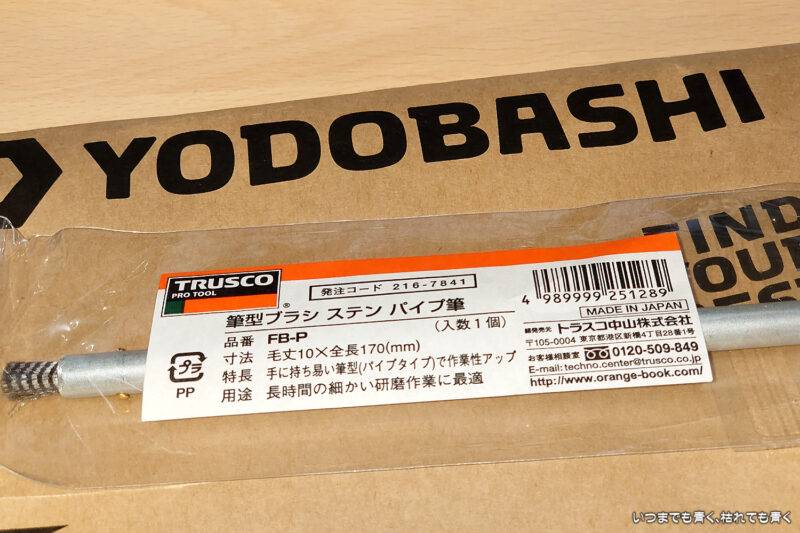 YODOBASHI
FIND
YOUR
TRUSCO
PRO TOOL
®
発注コード 216-7841
4 989999 251289
MADE IN JAPAN
筆型ブラシ ステン パイプ筆
(入数1個)
品番 FB-P
寸法 毛丈10×全長170(mm)
特長 手に持ち易い筆型(パイプタイプ)で作業性アップ
用途 長時間の細かい研磨作業に最適
プラ
PP
発売元 トラスコ中山株式会社
〒105-0004 東京都港区新橋4丁目28番1号
お客様相談室 0120-509-849
E-mail:techno.center@trusco.co.jp
http://www.orange-book.com/
いつまでも青く、枯れても青く